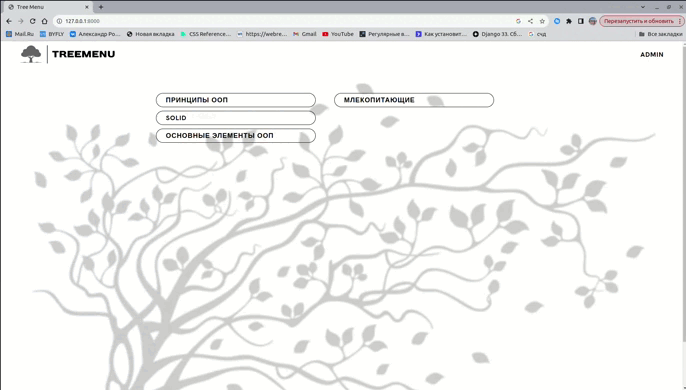 Tree Menu
127.0.0.1:8000
Перезапустить и обновить
Mail.Ru BYFLY Александр Ро... Новая вкладка CSS Reference... https://webre... Gmail YouTube Регулярные в... Как установит... Django 33. Сб... счд Все закладки
TREEMENU ADMIN
ПРИНЦИПЫ ООП МЛЕКОПИТАЮЩИЕ
SOLID
ОСНОВНЫЕ ЭЛЕМЕНТЫ ООП